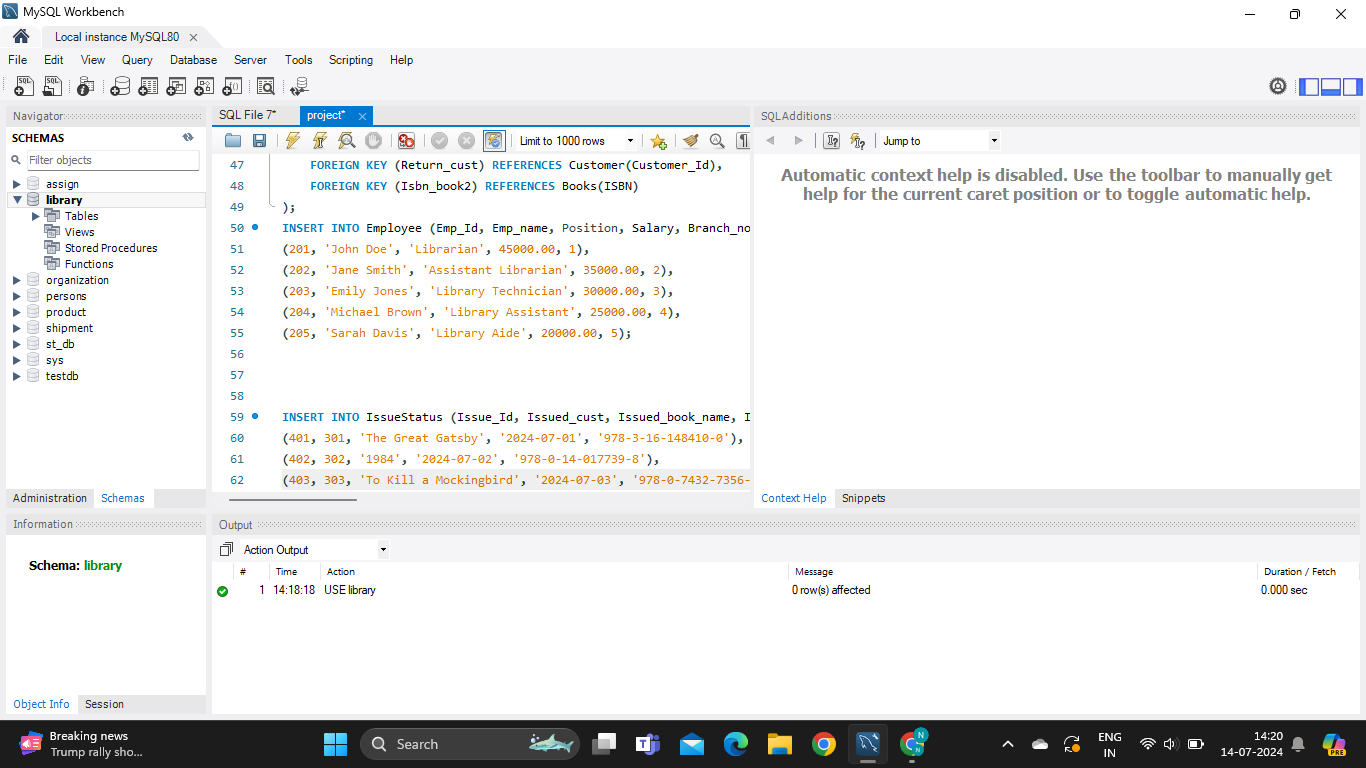 MySQL Workbench
Local instance MySQL80
File Edit View Query Database Server Tools Scripting Help
Navigator
SCHEMAS
Filter objects
assign
library
Tables
Views
Stored Procedures
Functions
organization
persons
product
shipment
st_db
sys
testdb
Administration Schemas
Information
Schema: library
Object Info Session
SQL File 7* project*
Limit to 1000 rows
47 FOREIGN KEY (Return_cust) REFERENCES Customer(Customer_Id),
48 FOREIGN KEY (Isbn_book2) REFERENCES Books(ISBN)
49 );
50 INSERT INTO Employee (Emp_Id, Emp_name, Position, Salary, Branch_no
51 (201, 'John Doe', 'Librarian', 45000.00, 1),
52 (202, 'Jane Smith', 'Assistant Librarian', 35000.00, 2),
53 (203, 'Emily Jones', 'Library Technician', 30000.00, 3),
54 (204, 'Michael Brown', 'Library Assistant', 25000.00, 4),
55 (205, 'Sarah Davis', 'Library Aide', 20000.00, 5);
56
57
58
59 INSERT INTO IssueStatus (Issue_Id, Issued_cust, Issued_book_name, I
60 (401, 301, 'The Great Gatsby', '2024-07-01', '978-3-16-148410-0'),
61 (402, 302, '1984', '2024-07-02', '978-0-14-017739-8'),
62 (403, 303, 'To Kill a Mockingbird', '2024-07-03', '978-0-7432-7356-
SQL Additions
Jump to
Automatic context help is disabled. Use the toolbar to manually get
help for the current caret position or to toggle automatic help.
Context Help Snippets
Output
Action Output
# Time Action Message Duration / Fetch
1 14:18:18 USE library 0 row(s) affected 0.000 sec
Breaking news
Trump rally sho...
Search
ENG
IN
14:20
14-07-2024